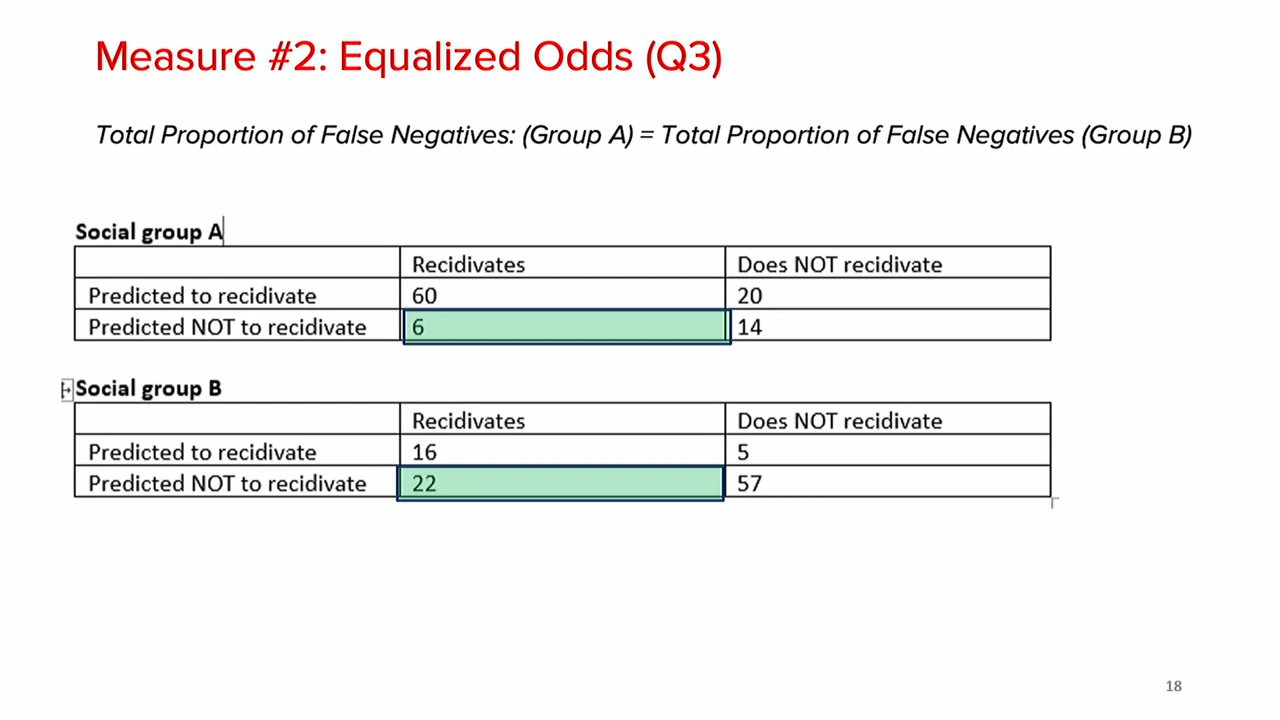 Measure #2: Equalized Odds (Q3)
Total Proportion of False Negatives: (Group A) = Total Proportion of False Negatives (Group B)
Social group A
Recidivates Does NOT recidivate
Predicted to recidivate 60 20
Predicted NOT to recidivate 6 14
Social group B
Recidivates Does NOT recidivate
Predicted to recidivate 16 5
Predicted NOT to recidivate 22 57
18